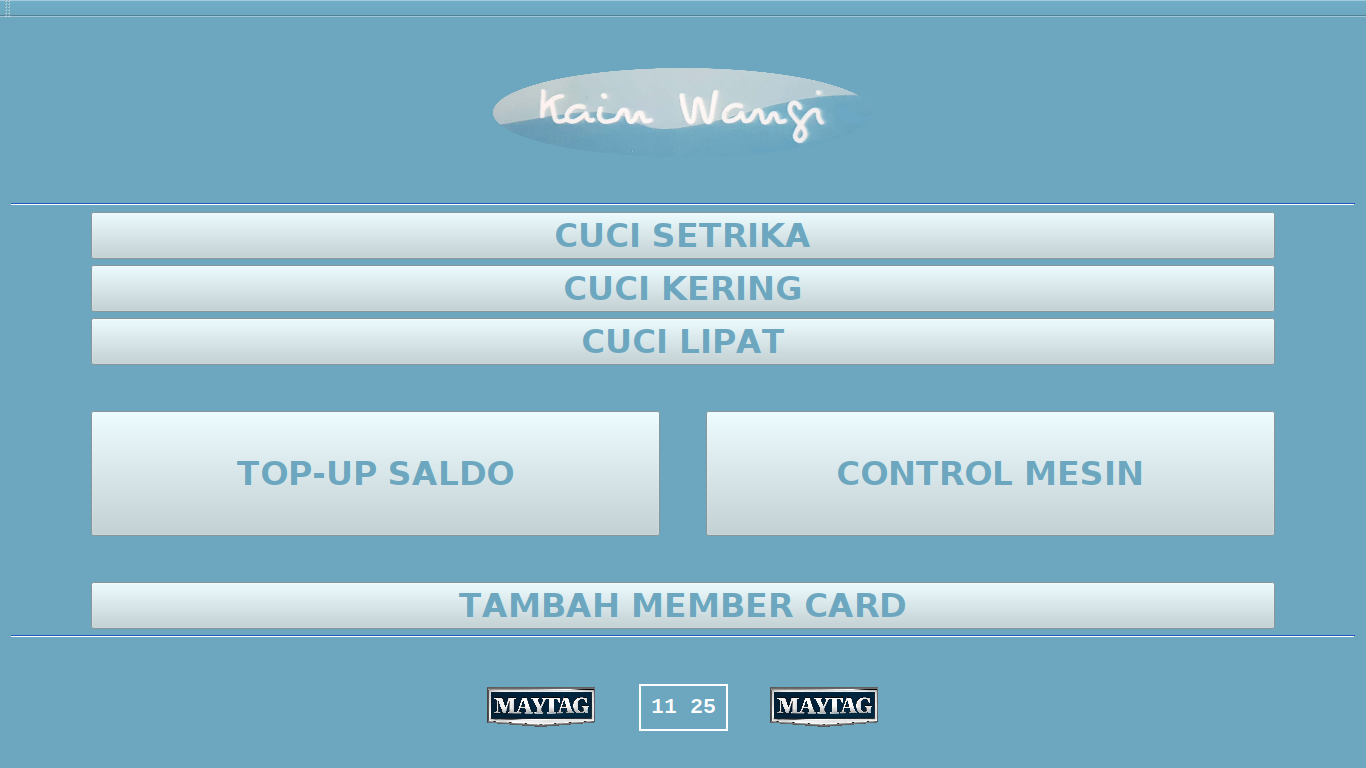 Kain Wangi
CUCI SETRIKA
CUCI KERING
CUCI LIPAT
TOP-UP SALDO
CONTROL MESIN
TAMBAH MEMBER CARD
MAYTAG
11 25
MAYTAG